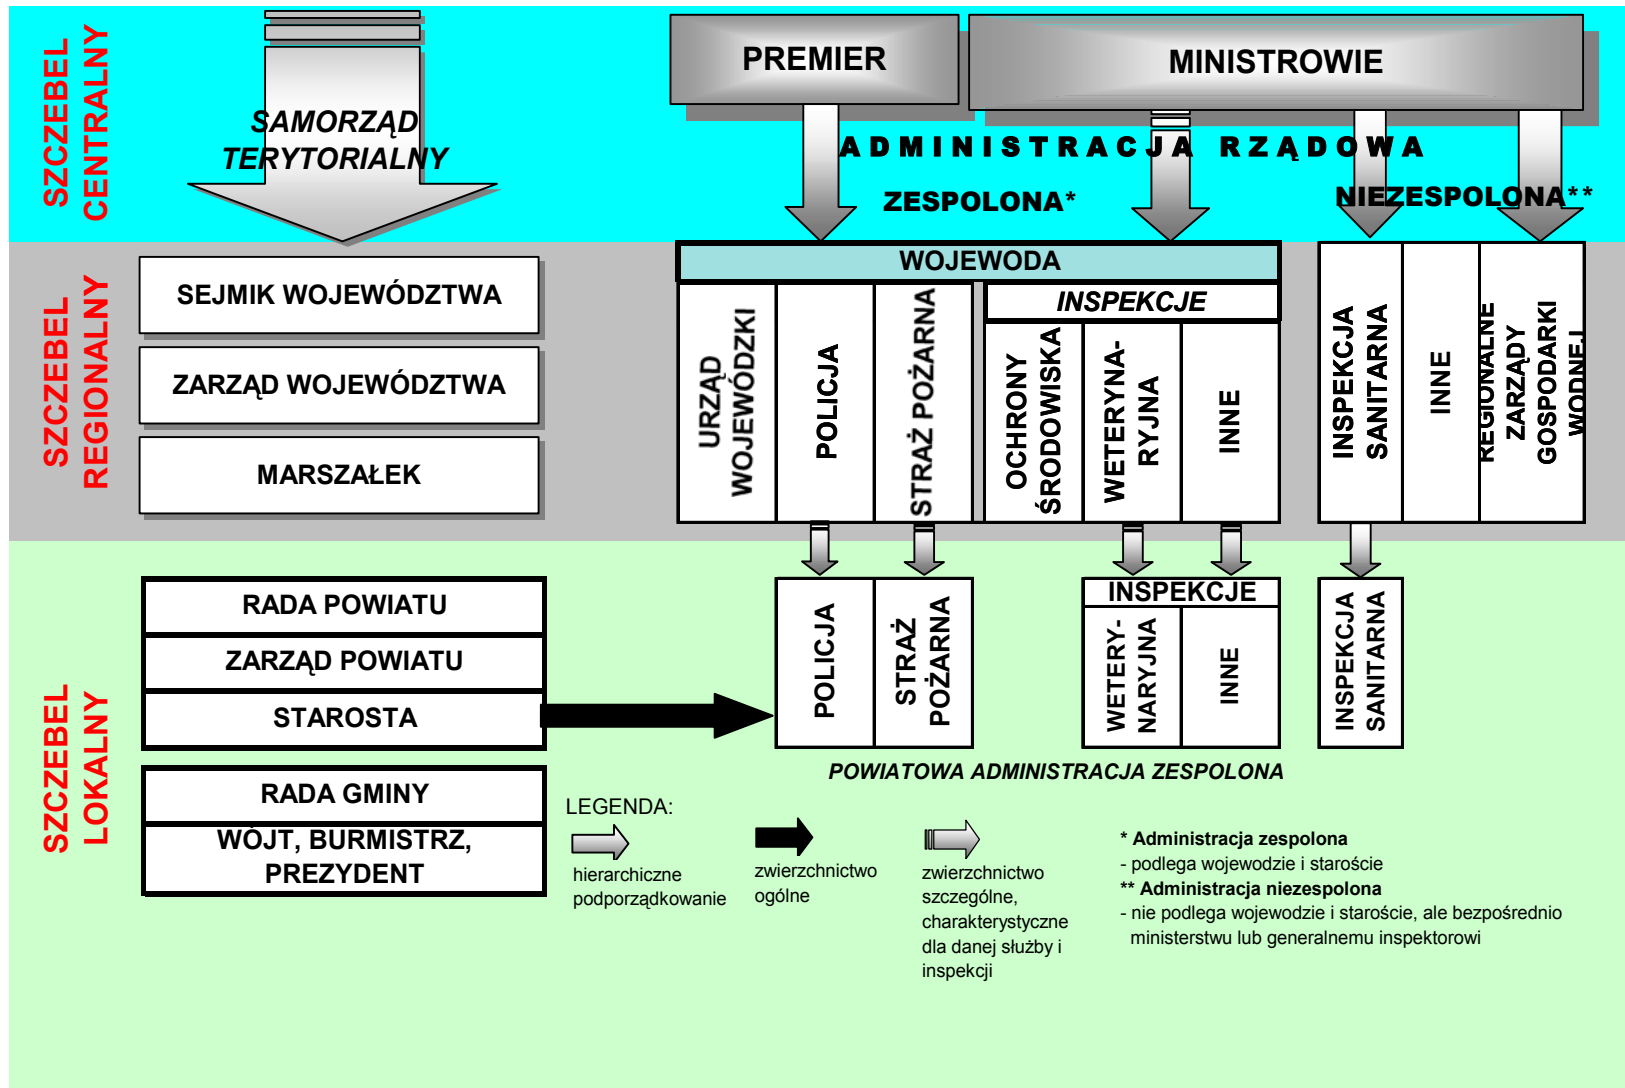 SZCZEBEL
CENTRALNY
SAMORZĄD
TERYTORIALNY
PREMIER
MINISTROWIE
ADMINISTRACJA RZĄDOWA
ZESPOLONA*
NIEZESPOLONA**
SZCZEBEL
REGIONALNY
SEJMIK WOJEWÓDZTWA
ZARZĄD WOJEWÓDZTWA
MARSZAŁEK
WOJEWODA
URZĄD
WOJEWÓDZKI
POLICJA
STRAŻ POŻARNA
INSPEKCJE
OCHRONY
ŚRODOWISKA
WETERYNA-
RYJNA
INNE
INSPEKCJA
SANITARNA
INNE
REGIONALNE
ZARZĄDY
GOSPODARKI
WODNEJ
SZCZEBEL
LOKALNY
RADA POWIATU
ZARZĄD POWIATU
STAROSTA
RADA GMINY
WÓJT, BURMISTRZ,
PREZYDENT
POLICJA
STRAŻ
POŻARNA
INSPEKCJE
WETERY-
NARYJNA
INNE
INSPEKCJA
SANITARNA
POWIATOWA ADMINISTRACJA ZESPOLONA
LEGENDA:
hierarchiczne
podporządkowanie
zwierzchnictwo
ogólne
zwierzchnictwo
szczególne,
charakterystyczne
dla danej służby i
inspekcji
* Administracja zespolona
- podlega wojewodzie i staroście
** Administracja niezespolona
- nie podlega wojewodzie i staroście, ale bezpośrednio
ministerstwu lub generalnemu inspektorowi